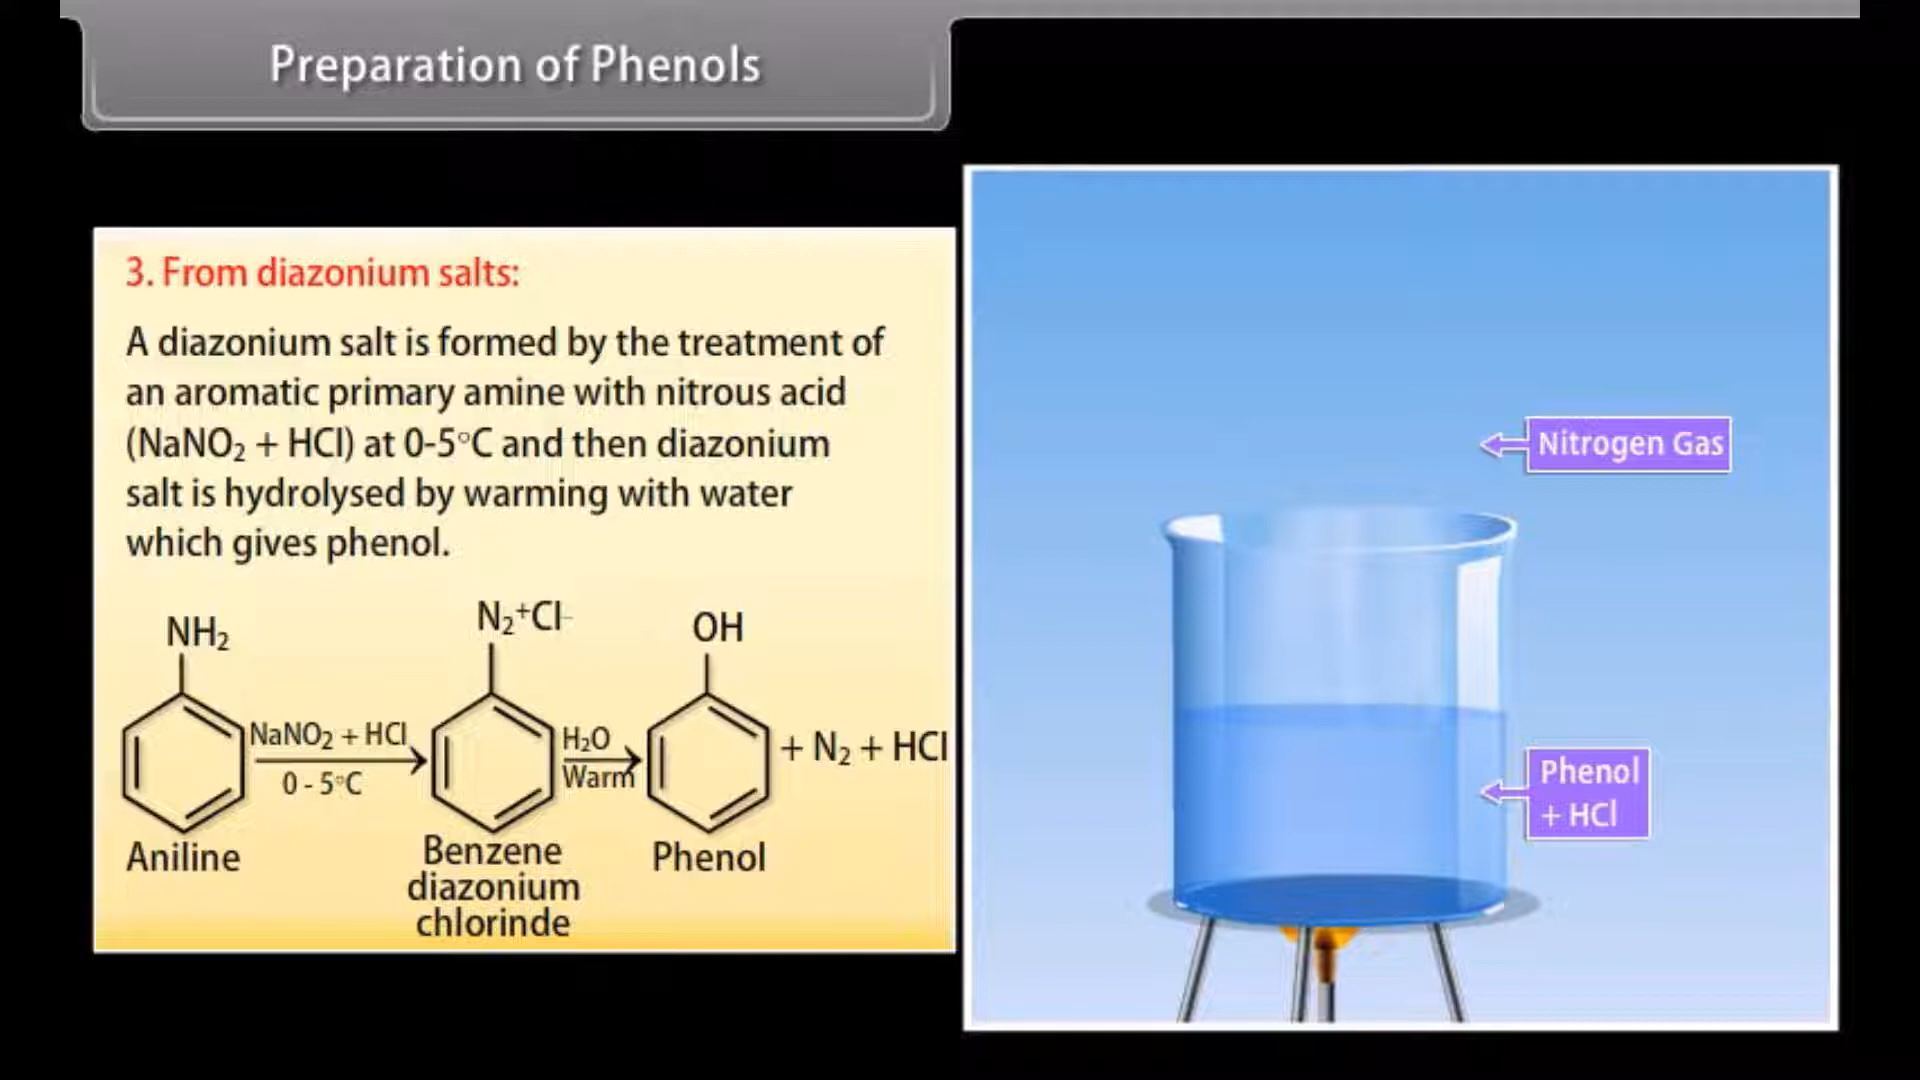 Preparation of Phenols
3. From diazonium salts:
A diazonium salt is formed by the treatment of
an aromatic primary amine with nitrous acid
(NaNO₂ + HCl) at 0-5°C and then diazonium
salt is hydrolysed by warming with water
which gives phenol.
NH₂
N₂⁺Cl⁻
OH
NaNO₂ + HCl
0 - 5°C
H₂O
Warm
+ N₂ + HCl
Aniline
Benzene
diazonium
chlorinde
Phenol
Nitrogen Gas
Phenol
+ HCl